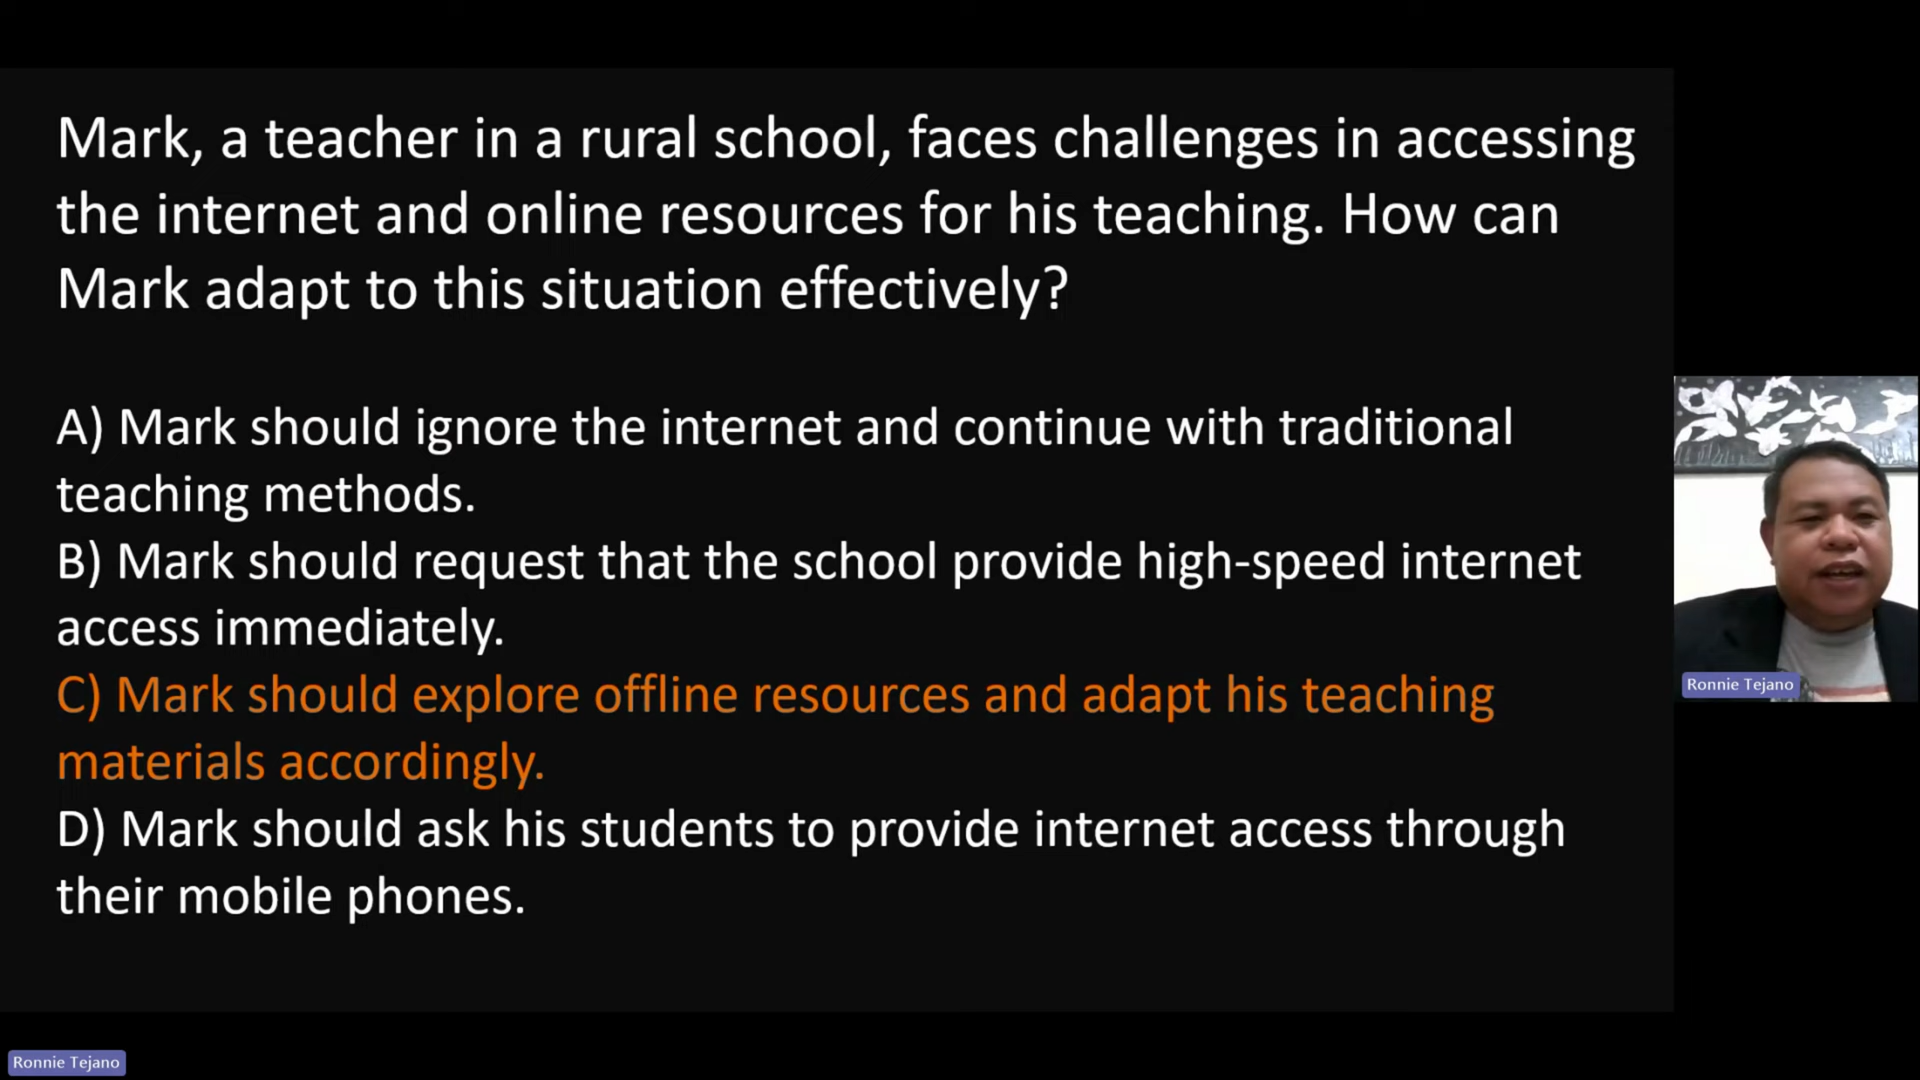 Mark, a teacher in a rural school, faces challenges in accessing
the internet and online resources for his teaching. How can
Mark adapt to this situation effectively?
A) Mark should ignore the internet and continue with traditional
teaching methods.
B) Mark should request that the school provide high-speed internet
access immediately.
C) Mark should explore offline resources and adapt his teaching
materials accordingly.
D) Mark should ask his students to provide internet access through
their mobile phones.
Ronnie Tejano
Ronnie Tejano